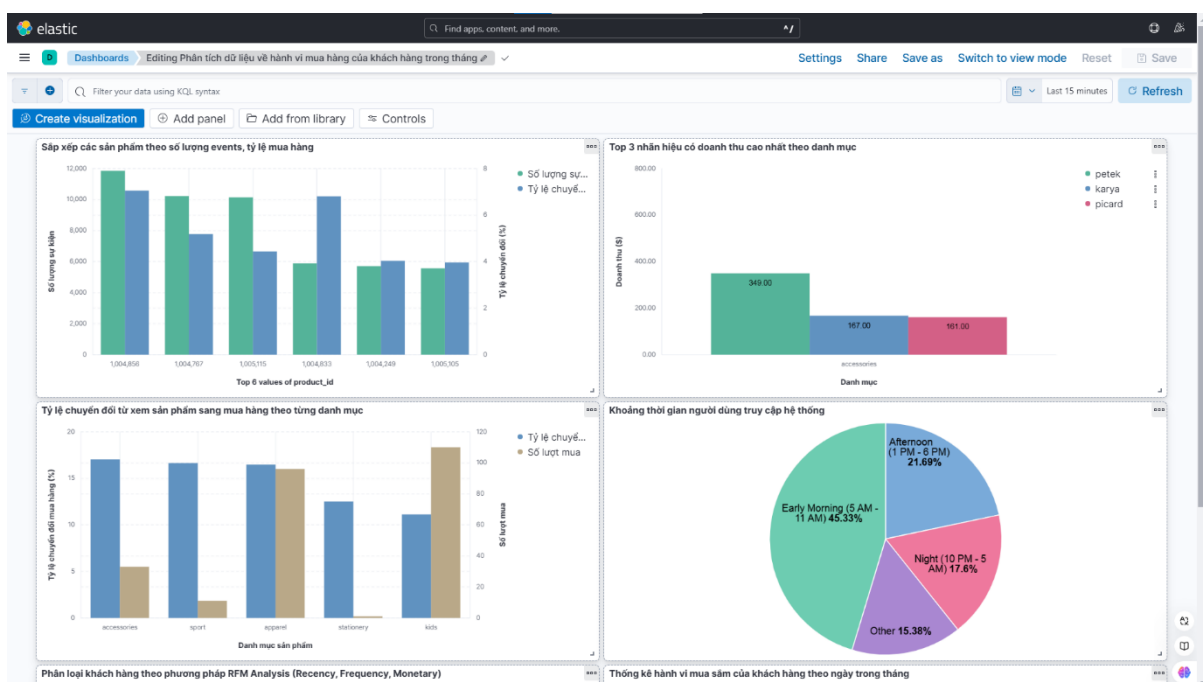 elastic
Find apps, content, and more.
^/
D
Dashboards
Editing Phân tích dữ liệu về hành vi mua hàng của khách hàng trong tháng
Settings
Share
Save as
Switch to view mode
Reset
Save
Filter your data using KQL syntax
Last 15 minutes
Refresh
Create visualization
Add panel
Add from library
Controls
Sắp xếp các sản phẩm theo số lượng events, tỷ lệ mua hàng
12,000
10,000
8,000
6,000
4,000
2,000
0
Số lượng sự kiện
8
6
4
2
0
Tỷ lệ chuyển đổi (%)
1,004,856
1,004,767
1,005,115
1,004,833
1,004,249
1,005,105
Top 6 values of product_id
Số lượng sự...
Tỷ lệ chuyể...
Top 3 nhãn hiệu có doanh thu cao nhất theo danh mục
800.00
600.00
400.00
200.00
0.00
Doanh thu ($)
349.00
167.00
161.00
accessories
Danh mục
petek
karya
picard
Tỷ lệ chuyển đổi từ xem sản phẩm sang mua hàng theo từng danh mục
20
15
10
5
0
Tỷ lệ chuyển đổi mua hàng (%)
120
100
80
60
40
20
0
Số lượt mua
accessories
sport
apparel
stationery
kids
Danh mục sản phẩm
Tỷ lệ chuyể...
Số lượt mua
Khoảng thời gian người dùng truy cập hệ thống
Afternoon
(1 PM - 6 PM)
21.69%
Early Morning (5 AM -
11 AM) 45.33%
Night (10 PM - 5
AM) 17.6%
Other 15.38%
Phân loại khách hàng theo phương pháp RFM Analysis (Recency, Frequency, Monetary)
Thống kê hành vi mua sắm của khách hàng theo ngày trong tháng